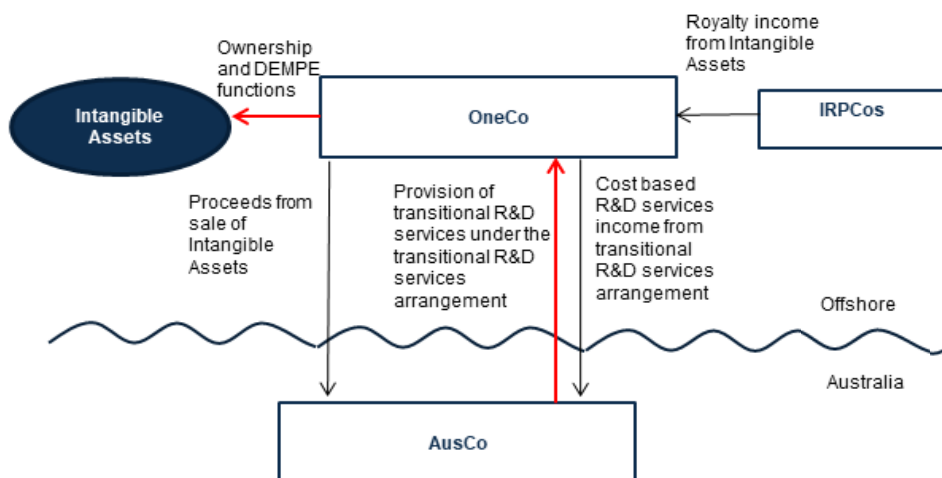 Ownership
and DEMPE
functions
Royalty income
from Intangible
Assets
Intangible
Assets
OneCo
IRPCos
Proceeds from
sale of
Intangible
Assets
Provision of
transitional R&D
services under the
transitional R&D
services
arrangement
Cost based
R&D services
income from
transitional
R&D services
arrangement
Offshore
Australia
AusCo